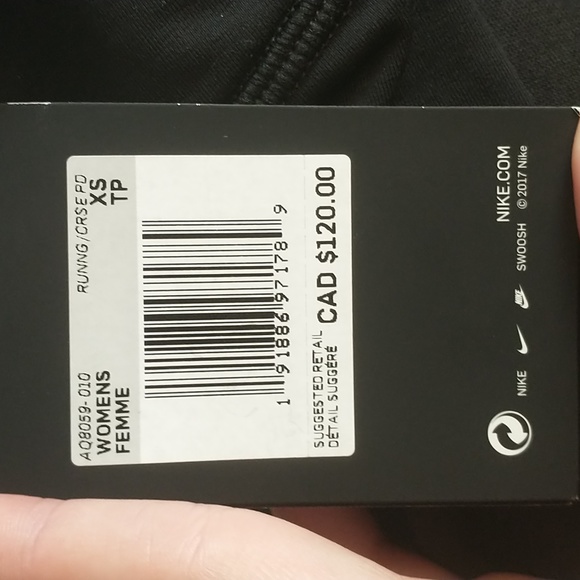 AQ8059-010 RUNNG/CRSE PD
WOMENS XS
FEMME TP
1 91886 97178 9
SUGGESTED RETAIL
DÉTAIL SUGGÉRÉ
CAD $120.00
NIKE.COM
NIKE SWOOSH © 2017 Nike